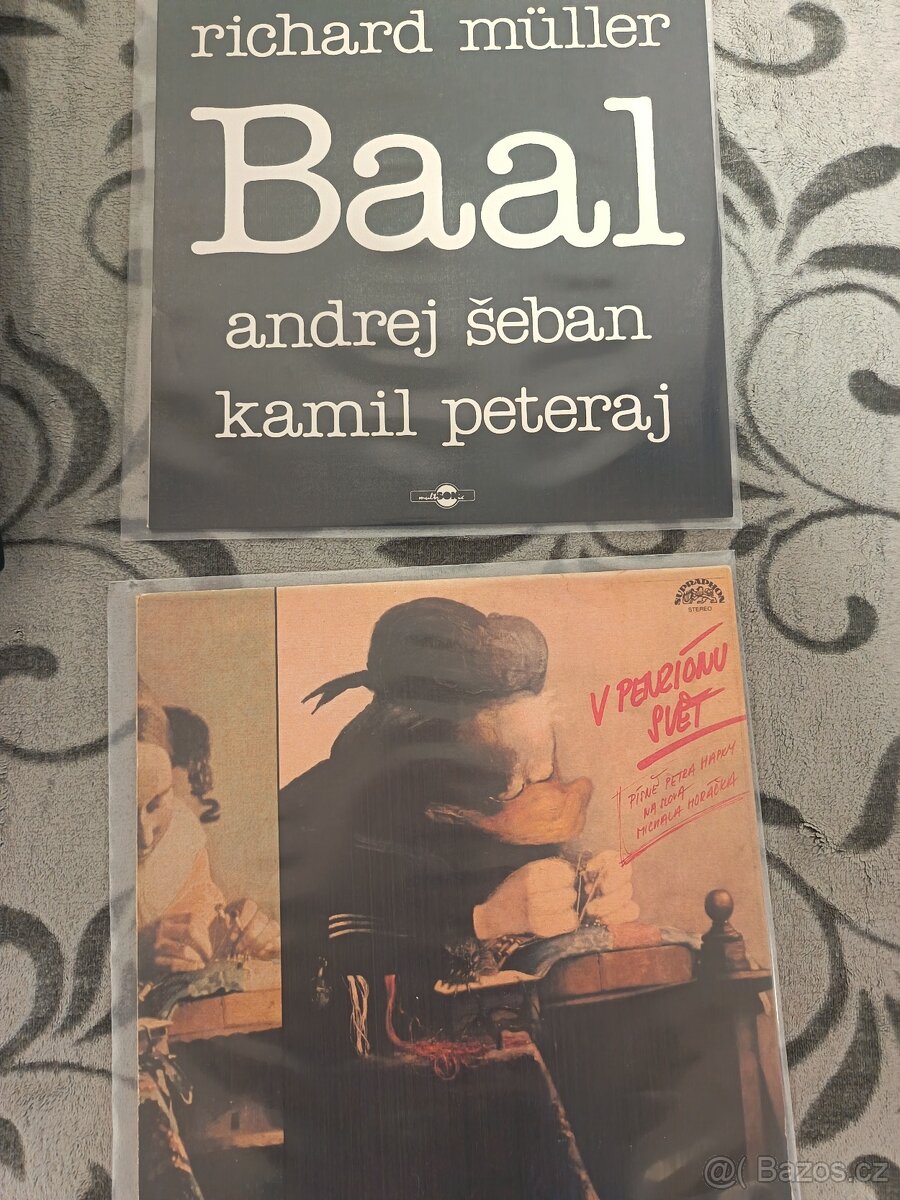 richard müller
Baal
andrej šeban
kamil peteraj
multiSONic
SUPRAPHON
STEREO
V PENZIÓNU
SVĚT
PÍSNĚ PETRA HAPKY
NA SLOVA
MICHALA HORÁČKA
@( Bazos.cz